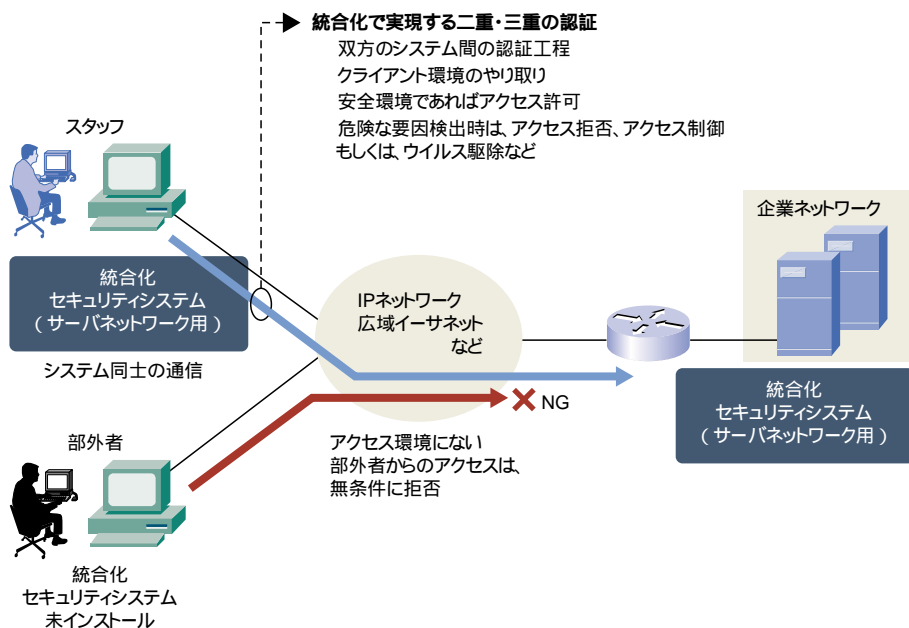 統合化で実現する二重・三重の認証
双方のシステム間の認証工程
クライアント環境のやり取り
安全環境であればアクセス許可
危険な要因検出時は、アクセス拒否、アクセス制御
もしくは、ウイルス駆除など
スタッフ
統合化
セキュリティシステム
（サーバネットワーク用）
システム同士の通信
IPネットワーク
広域イーサネット
など
企業ネットワーク
統合化
セキュリティシステム
（サーバネットワーク用）
NG
アクセス環境にない
部外者からのアクセスは、
無条件に拒否
部外者
統合化
セキュリティシステム
未インストール